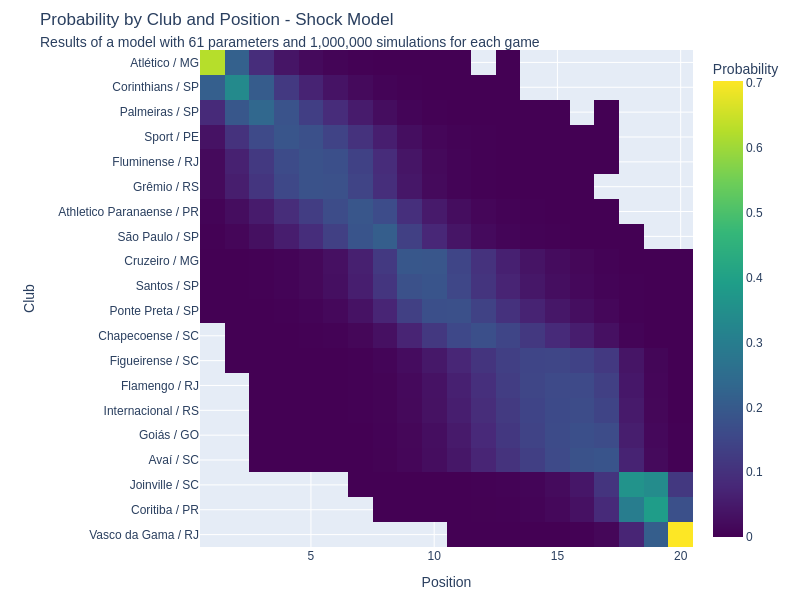 Probability by Club and Position - Shock Model
Results of a model with 61 parameters and 1,000,000 simulations for each game
Probability
Club
Atlético / MG
Corinthians / SP
Palmeiras / SP
Sport / PE
Fluminense / RJ
Grêmio / RS
Athletico Paranaense / PR
São Paulo / SP
Cruzeiro / MG
Santos / SP
Ponte Preta / SP
Chapecoense / SC
Figueirense / SC
Flamengo / RJ
Internacional / RS
Goiás / GO
Avaí / SC
Joinville / SC
Coritiba / PR
Vasco da Gama / RJ
0.7
0.6
0.5
0.4
0.3
0.2
0.1
0
5
10
15
20
Position